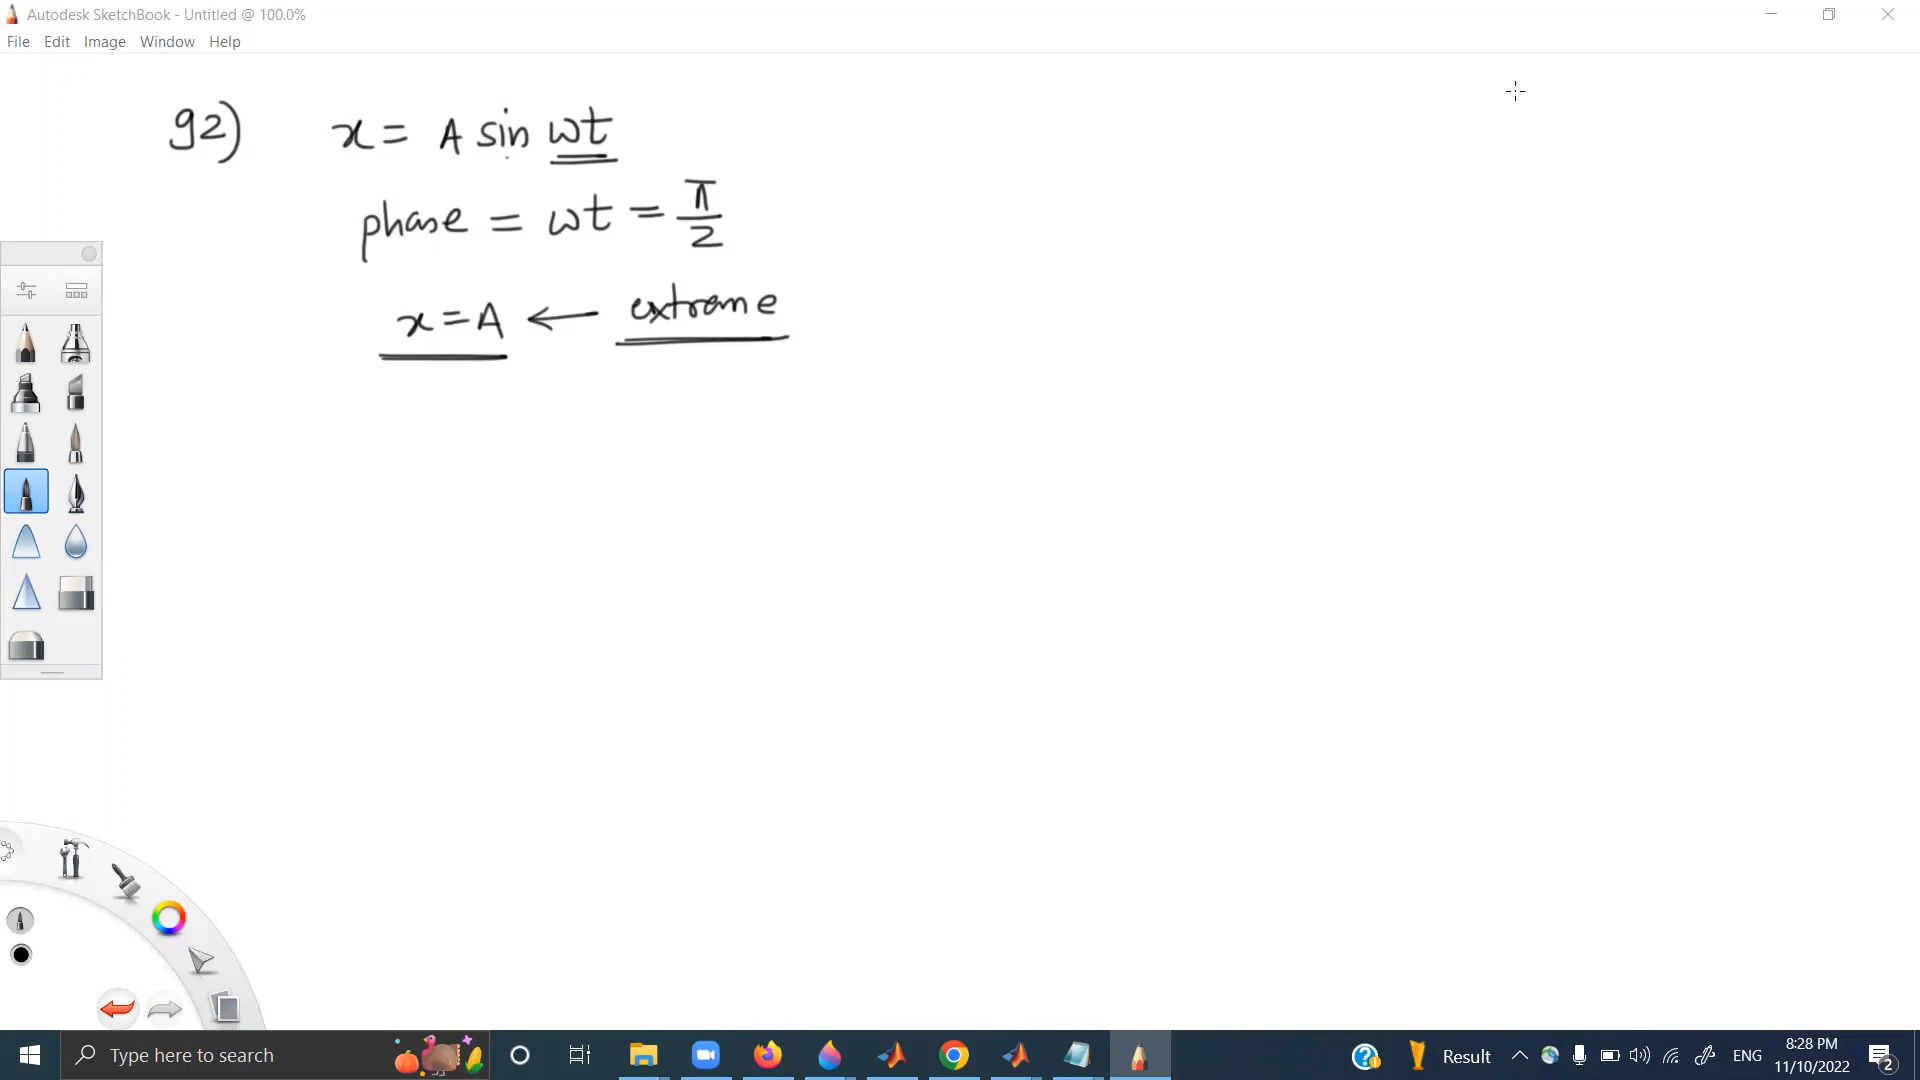 Autodesk SketchBook - Untitled @ 100.0%
File Edit Image Window Help
92) x = A sin wt
phase = wt = π/2
x = A ← extreme
Type here to search
Result
ENG
8:28 PM
11/10/2022
2